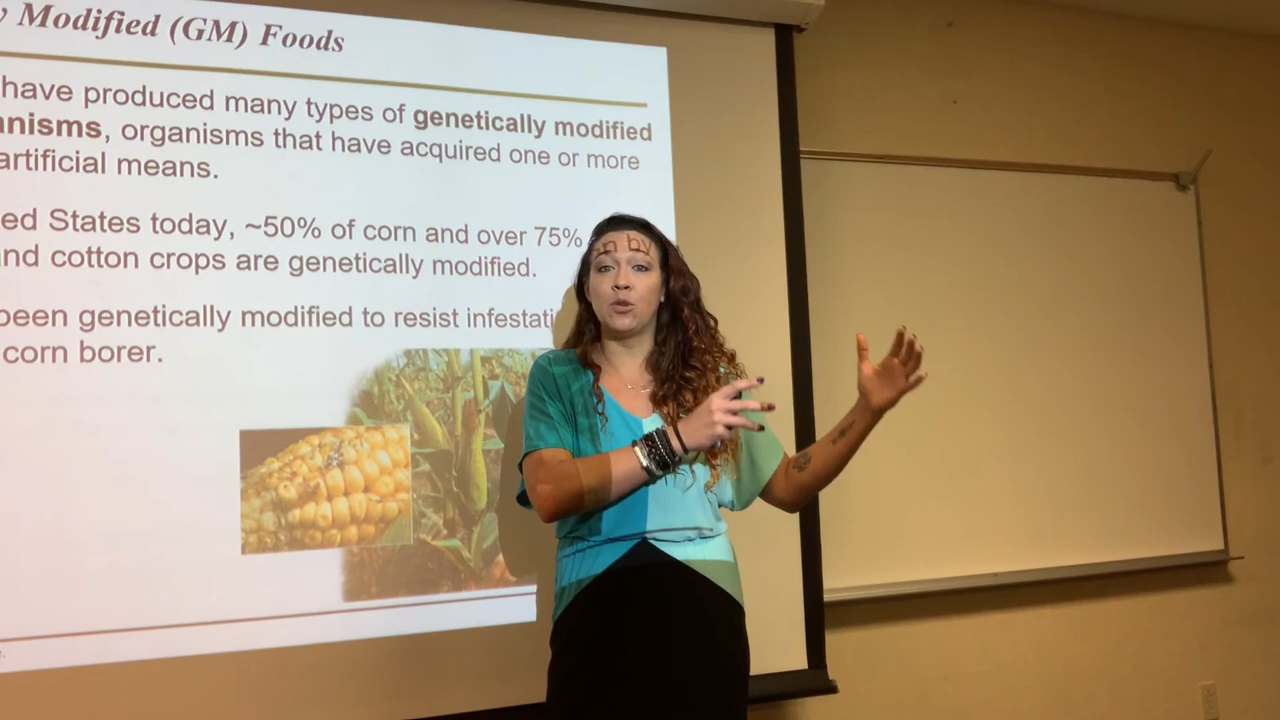 Modified (GM) Foods
have produced many types of genetically modified
anisms, organisms that have acquired one or more
artificial means.
ed States today, ~50% of corn and over 75%
nd cotton crops are genetically modified.
been genetically modified to resist infestati
n by
corn borer.